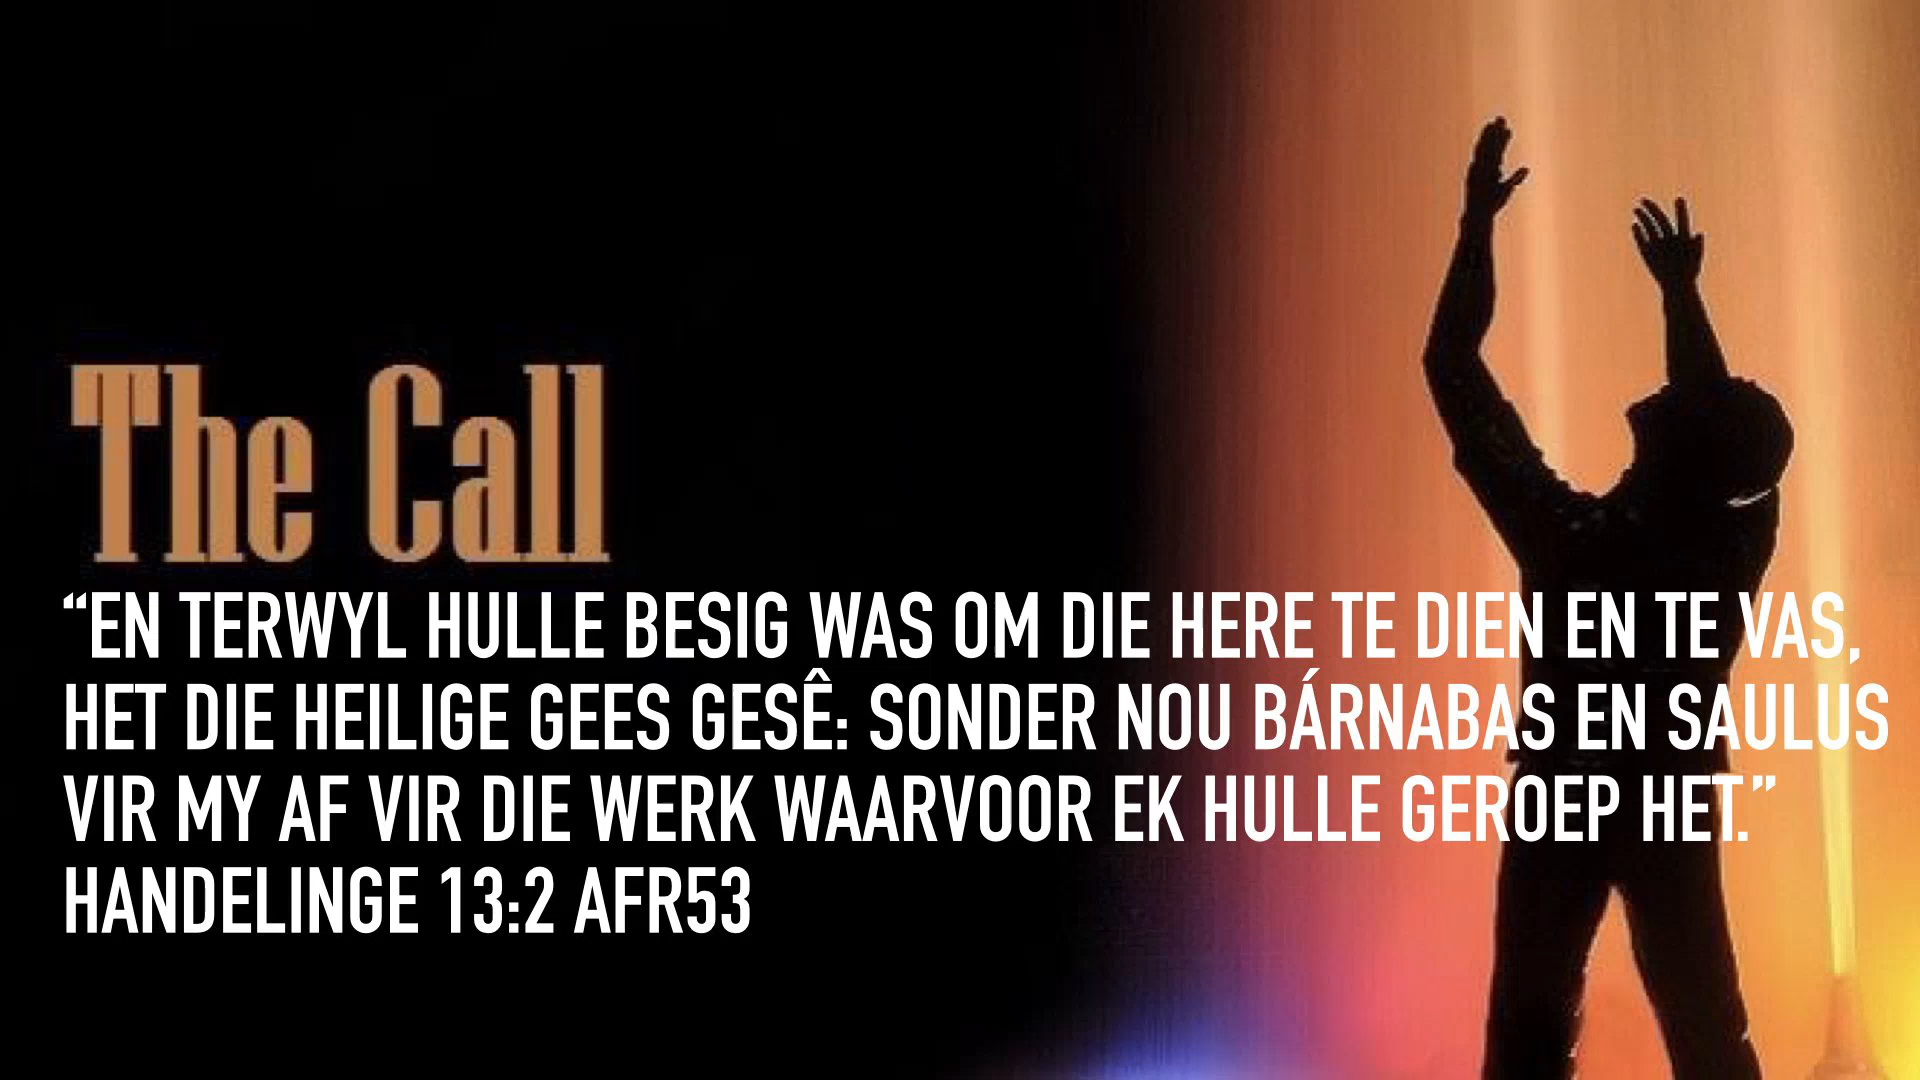 The Call
“EN TERWYL HULLE BESIG WAS OM DIE HERE TE DIEN EN TE VAS,
HET DIE HEILIGE GEES GESÊ: SONDER NOU BÁRNABAS EN SAULUS
VIR MY AF VIR DIE WERK WAARVOOR EK HULLE GEROEP HET.”
HANDELINGE 13:2 AFR53